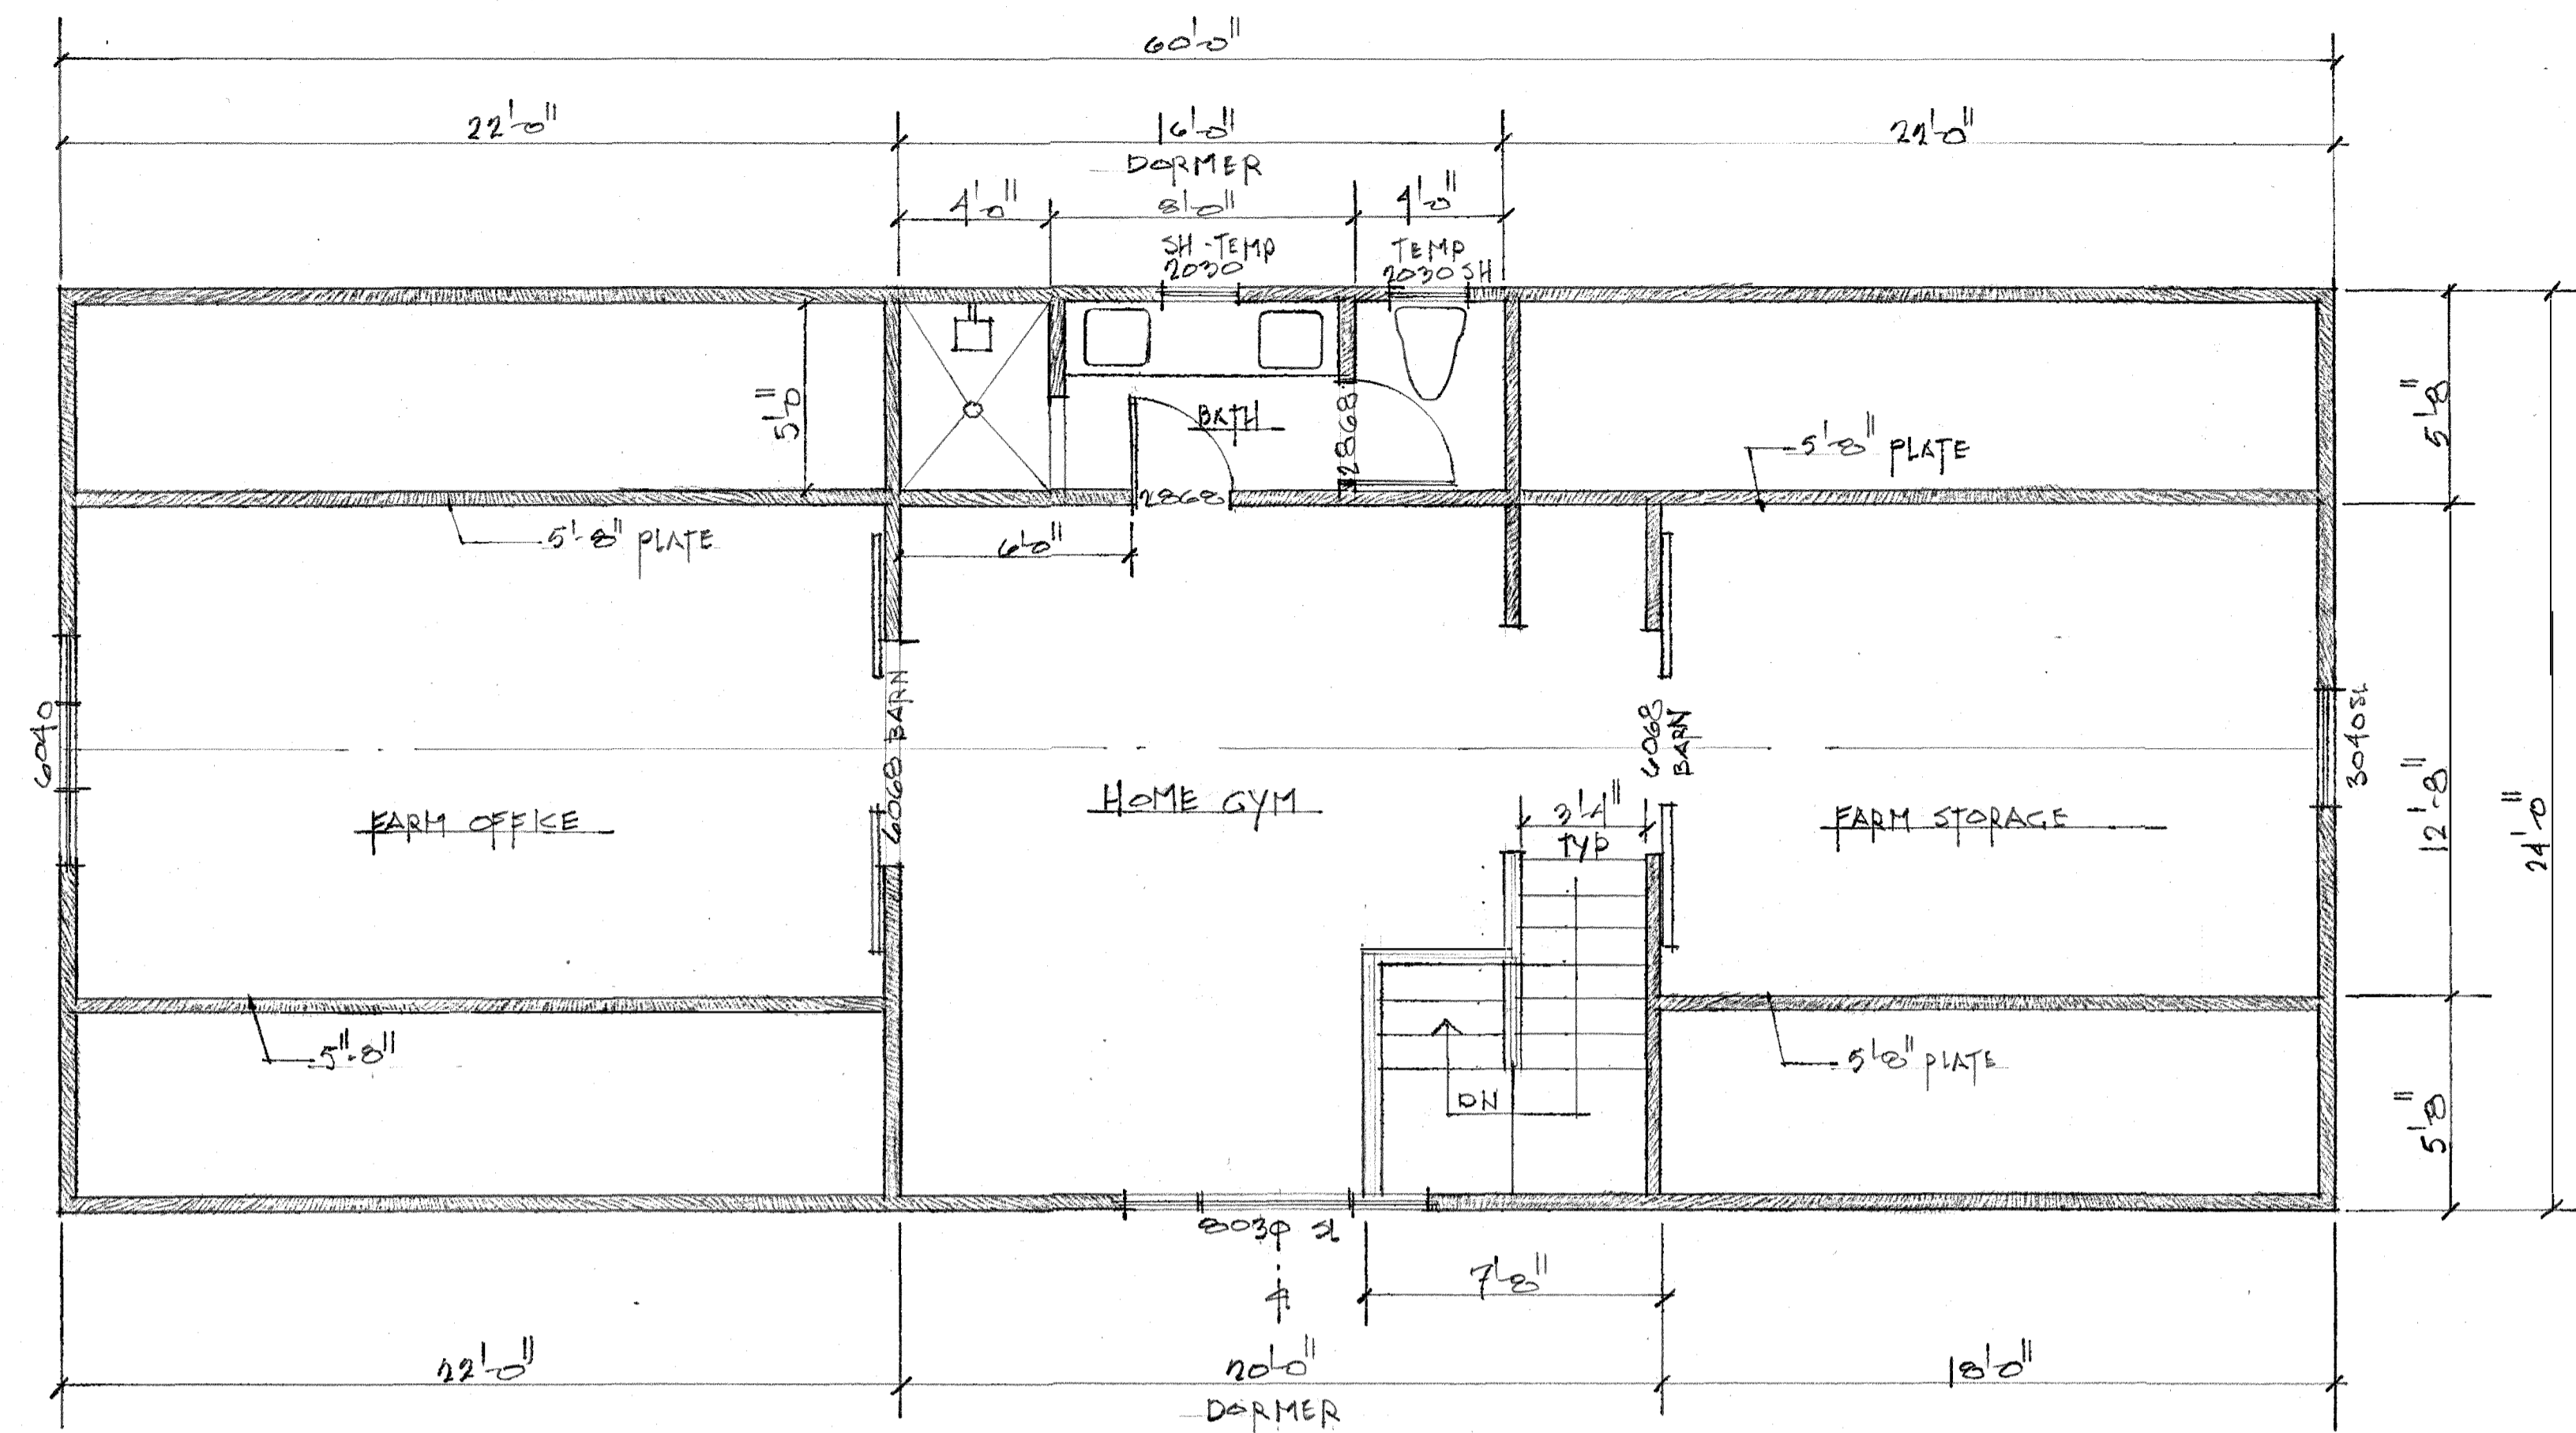 60'-0"
22'-0"
16'-0"
22'-0"
DORMER
4'-0"
8'-0"
4'-0"
SH-TEMP
2030
TEMP
2030 SH
5'-0"
BATH
2868
2868
5'-8"
5'-8" PLATE
5'-8" PLATE
6'-0"
6040
6068 BARN
6068
BARN
3040 SL
HOME GYM
FARM OFFICE
FARM STORAGE
3'-4"
TYP
12'-8"
24'-0"
5"-8"
DN
5'-8" PLATE
5'-8"
8030 SL
7'-8"
22'-0"
20'-0"
18'-0"
DORMER